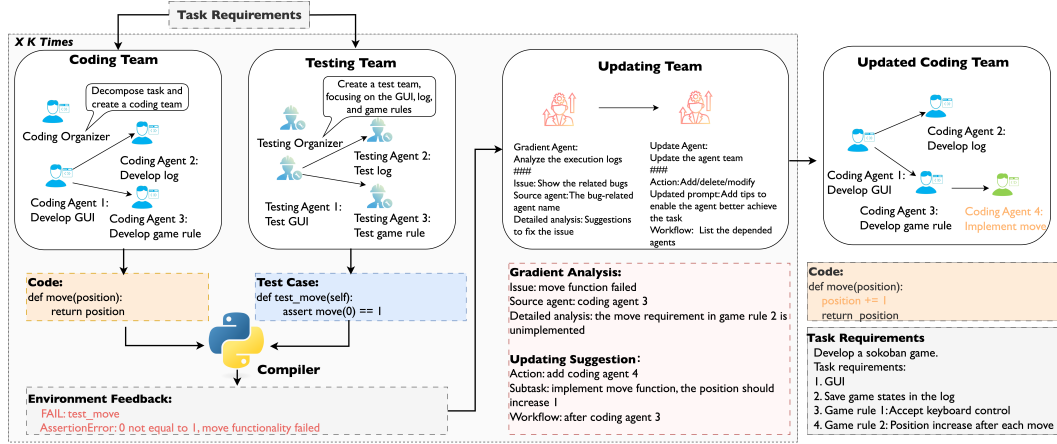 Task Requirements
X K Times
Coding Team
Decompose task and
create a coding team
Coding Organizer
Coding Agent 2:
Develop log
Coding Agent 1:
Develop GUI
Coding Agent 3:
Develop game rule
Testing Team
Create a test team,
focusing on the GUI, log,
and game rules
Testing Organizer
Testing Agent 2:
Test log
Testing Agent 1:
Test GUI
Testing Agent 3:
Test game rule
Updating Team
Gradient Agent:
Analyze the execution logs
###
Issue: Show the related bugs
Source agent: The bug-related
agent name
Detailed analysis: Suggestions
to fix the issue
Update Agent:
Update the agent team
###
Action: Add/delete/modify
Updated prompt: Add tips to
enable the agent better achieve
the task
Workflow: List the depended
agents
Updated Coding Team
Coding Agent 2:
Develop log
Coding Agent 1:
Develop GUI
Coding Agent 3:
Develop game rule
Coding Agent 4:
Implement move
Code:
def move(position):
return position
Test Case:
def test_move(self):
assert move(0) == 1
Compiler
Environment Feedback:
FAIL: test_move
AssertionError: 0 not equal to 1, move functionality failed
Gradient Analysis:
Issue: move function failed
Source agent: coding agent 3
Detailed analysis: the move requirement in game rule 2 is
unimplemented
Updating Suggestion:
Action: add coding agent 4
Subtask: implement move function, the position should
increase 1
Workflow: after coding agent 3
Code:
def move(position):
position += 1
return position
Task Requirements
Develop a sokoban game.
Task requirements:
1. GUI
2. Save game states in the log
3. Game rule 1: Accept keyboard control
4. Game rule 2: Position increase after each move